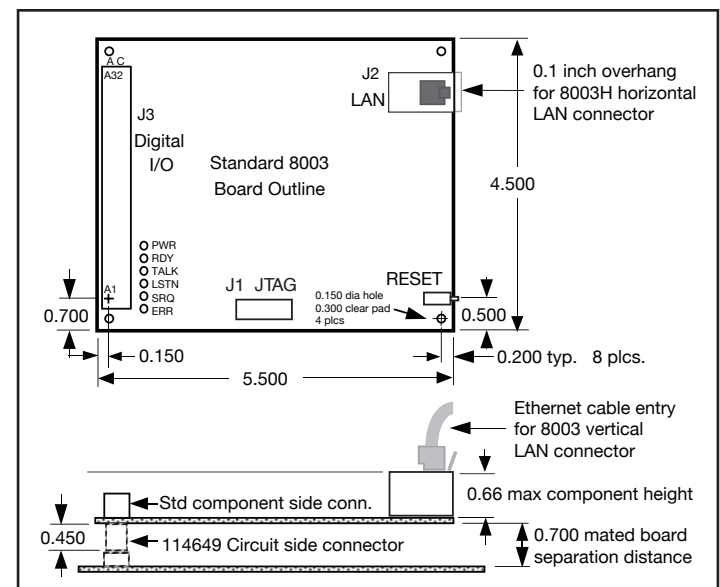 A C
A32
J3
Digital
I/O
J2
LAN
0.1 inch overhang
for 8003H horizontal
LAN connector
Standard 8003
Board Outline
4.500
PWR
RDY
TALK
LSTN
SRQ
ERR
A1
J1 JTAG
RESET
0.150 dia hole
0.300 clear pad
4 plcs
0.700
0.500
0.150
0.200 typ. 8 plcs.
5.500
Ethernet cable entry
for 8003 vertical
LAN connector
Std component side conn.
0.66 max component height
0.450
114649 Circuit side connector
0.700 mated board
separation distance